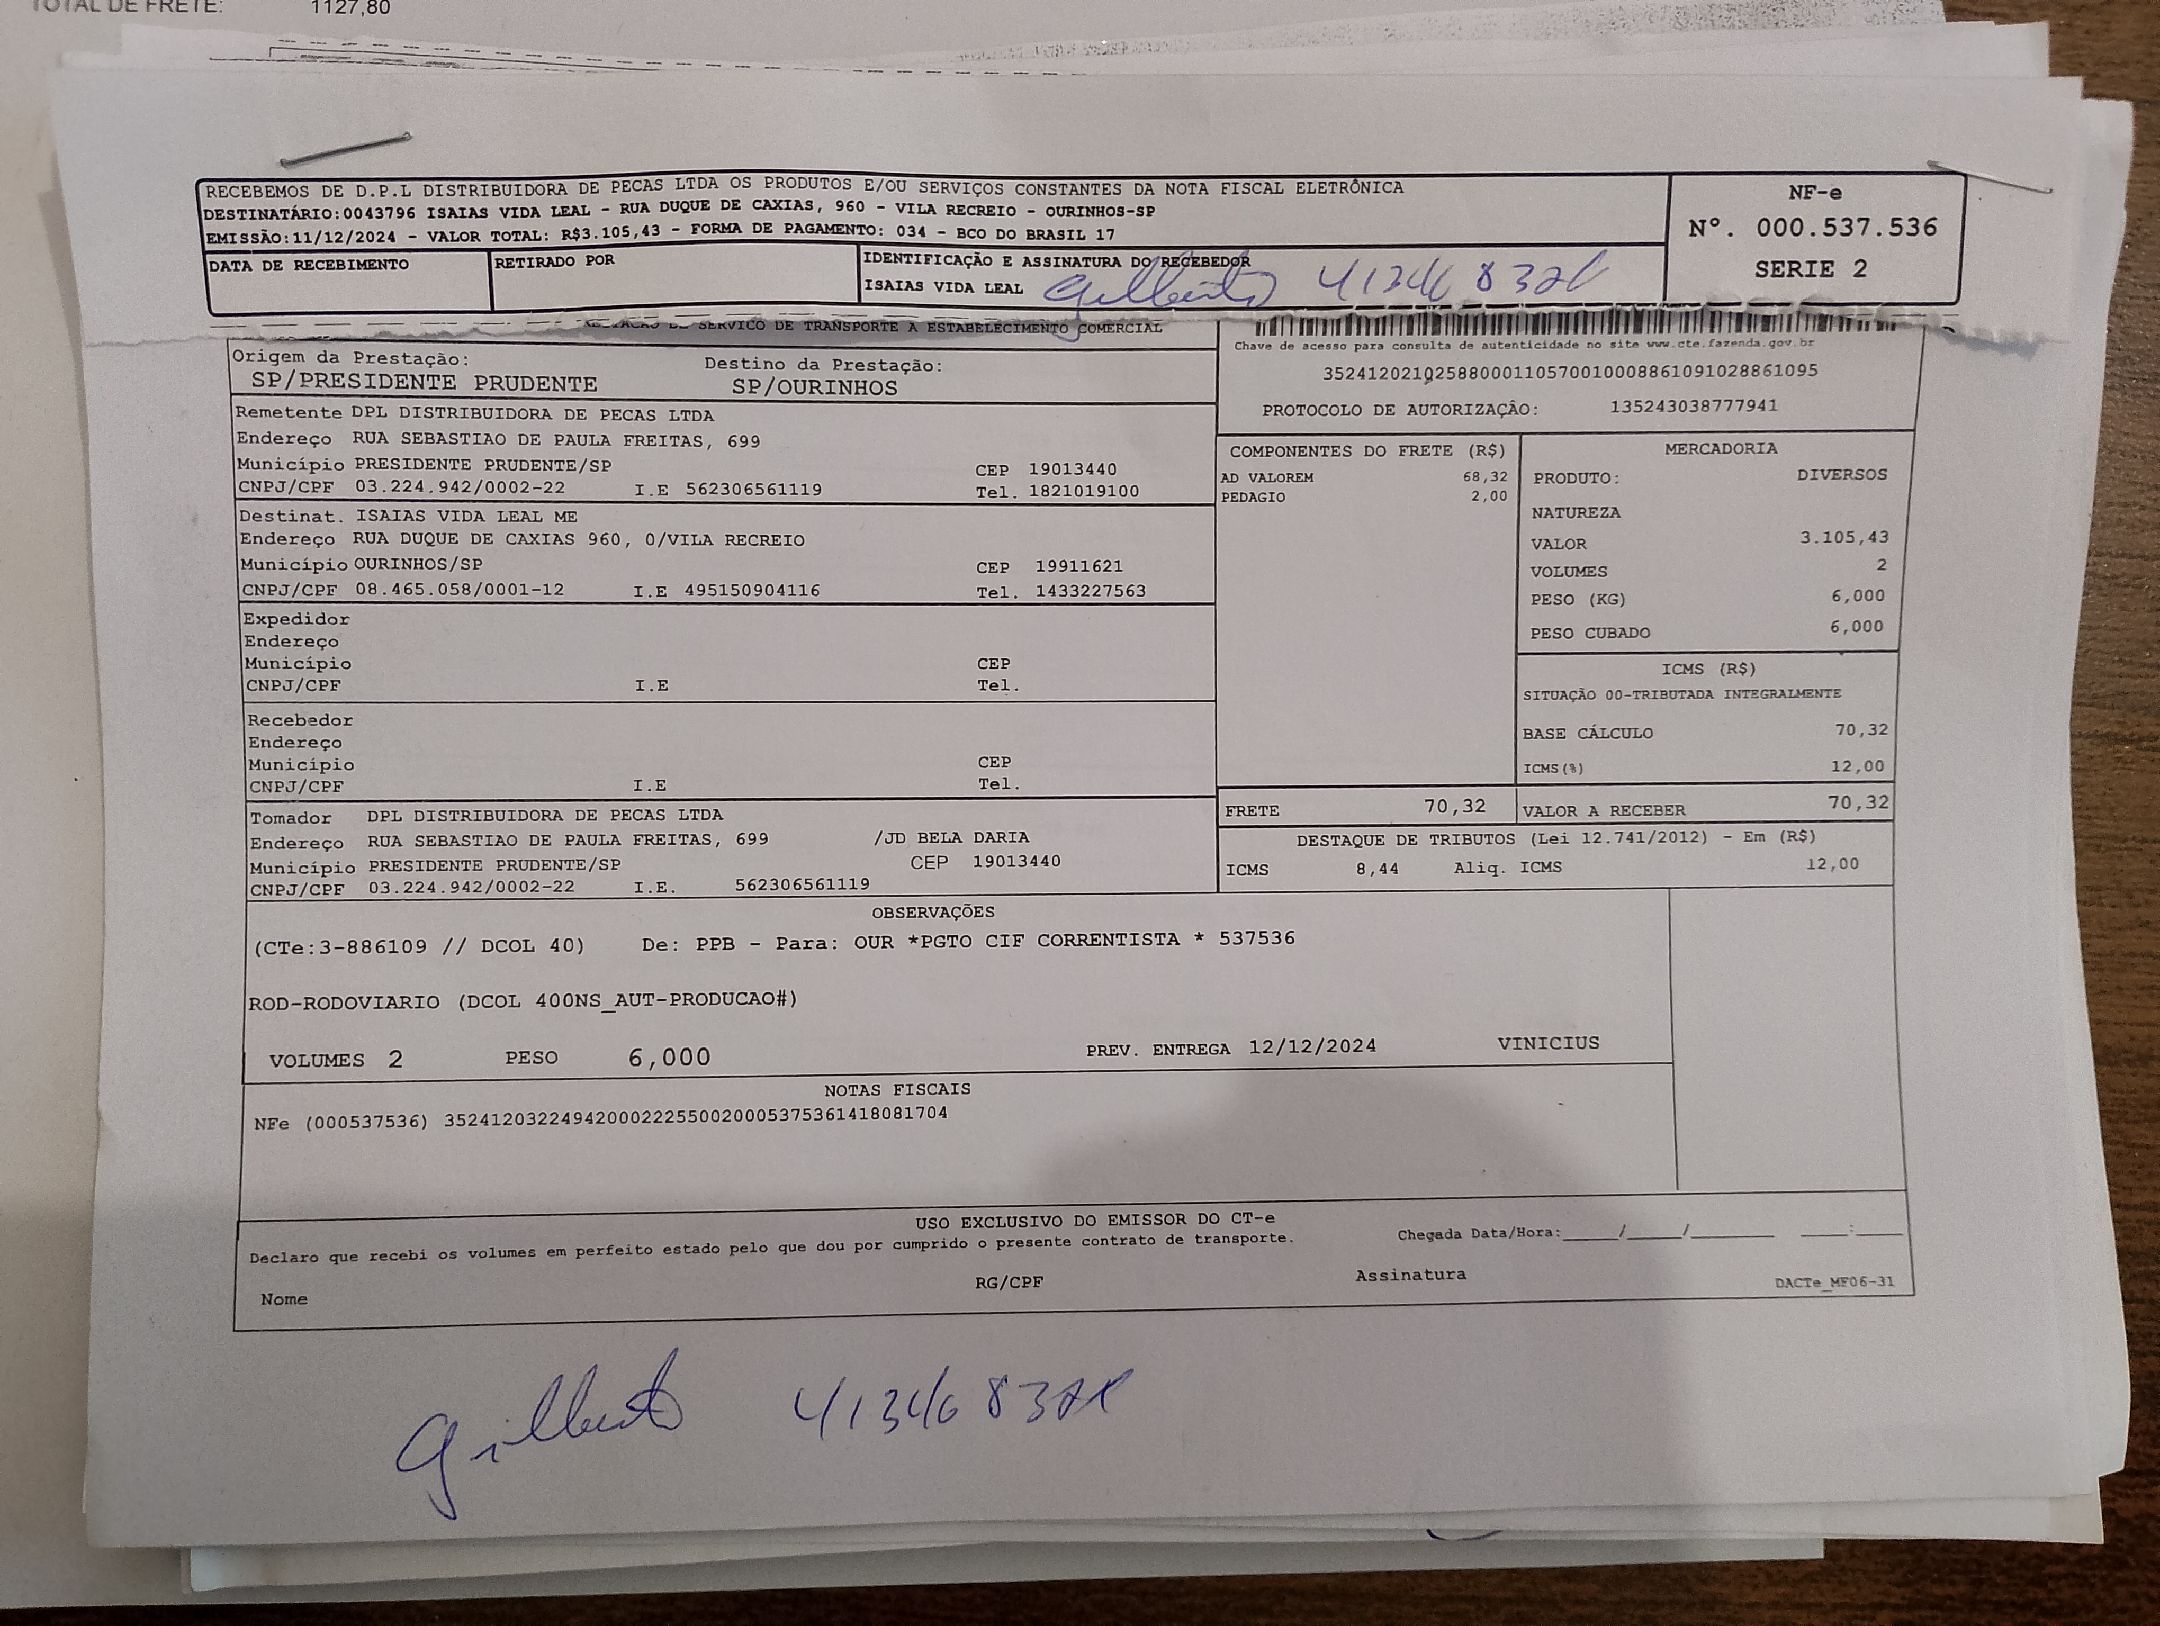 TOTAL DE FRETE: 1127,80
RECEBEMOS DE D.P.L DISTRIBUIDORA DE PECAS LTDA OS PRODUTOS E/OU SERVIÇOS CONSTANTES DA NOTA FISCAL ELETRÔNICA
DESTINATÁRIO:0043796 ISAIAS VIDA LEAL - RUA DUQUE DE CAXIAS, 960 - VILA RECREIO - OURINHOS-SP
EMISSÃO:11/12/2024 - VALOR TOTAL: R$3.105,43 - FORMA DE PAGAMENTO: 034 - BCO DO BRASIL 17
NF-e
Nº. 000.537.536
SERIE 2
DATA DE RECEBIMENTO
RETIRADO POR
IDENTIFICAÇÃO E ASSINATURA DO RECEBEDOR
ISAIAS VIDA LEAL Gilberto
SERVICO DE TRANSPORTE A ESTABELECIMENTO COMERCIAL
Origem da Prestação: Destino da Prestação:
SP/PRESIDENTE PRUDENTE SP/OURINHOS
Remetente DPL DISTRIBUIDORA DE PECAS LTDA
Endereço RUA SEBASTIAO DE PAULA FREITAS, 699
Município PRESIDENTE PRUDENTE/SP CEP 19013440
CNPJ/CPF 03.224.942/0002-22 I.E 562306561119 Tel. 1821019100
Destinat. ISAIAS VIDA LEAL ME
Endereço RUA DUQUE DE CAXIAS 960, 0/VILA RECREIO
Município OURINHOS/SP CEP 19911621
CNPJ/CPF 08.465.058/0001-12 I.E 495150904116 Tel. 1433227563
Expedidor
Endereço
Município CEP
CNPJ/CPF I.E Tel.
Recebedor
Endereço
Município CEP
CNPJ/CPF I.E Tel.
Tomador DPL DISTRIBUIDORA DE PECAS LTDA
Endereço RUA SEBASTIAO DE PAULA FREITAS, 699 /JD BELA DARIA
Município PRESIDENTE PRUDENTE/SP CEP 19013440
CNPJ/CPF 03.224.942/0002-22 I.E. 562306561119
Chave de acesso para consulta de autenticidade no site www.cte.fazenda.gov.br
35241202102588000110570010008861091028861095
PROTOCOLO DE AUTORIZAÇÃO: 135243038777941
COMPONENTES DO FRETE (R$)
AD VALOREM 68,32
PEDAGIO 2,00
MERCADORIA
PRODUTO: DIVERSOS
NATUREZA
VALOR 3.105,43
VOLUMES 2
PESO (KG) 6,000
PESO CUBADO 6,000
ICMS (R$)
SITUAÇÃO 00-TRIBUTADA INTEGRALMENTE
BASE CÁLCULO 70,32
ICMS(%) 12,00
FRETE 70,32 VALOR A RECEBER 70,32
DESTAQUE DE TRIBUTOS (Lei 12.741/2012) - Em (R$)
ICMS 8,44 Aliq. ICMS 12,00
OBSERVAÇÕES
(CTe:3-886109 // DCOL 40) De: PPB - Para: OUR *PGTO CIF CORRENTISTA * 537536
ROD-RODOVIARIO (DCOL 400NS_AUT-PRODUCAO#)
VOLUMES 2 PESO 6,000 PREV. ENTREGA 12/12/2024 VINICIUS
NOTAS FISCAIS
NFe (000537536) 35241203224942000222550020005375361418081704
USO EXCLUSIVO DO EMISSOR DO CT-e
Declaro que recebi os volumes em perfeito estado pelo que dou por cumprido o presente contrato de transporte.
Chegada Data/Hora:_____/_____/________ ____:____
Nome RG/CPF Assinatura DACTe_MF06-31
Gilberto